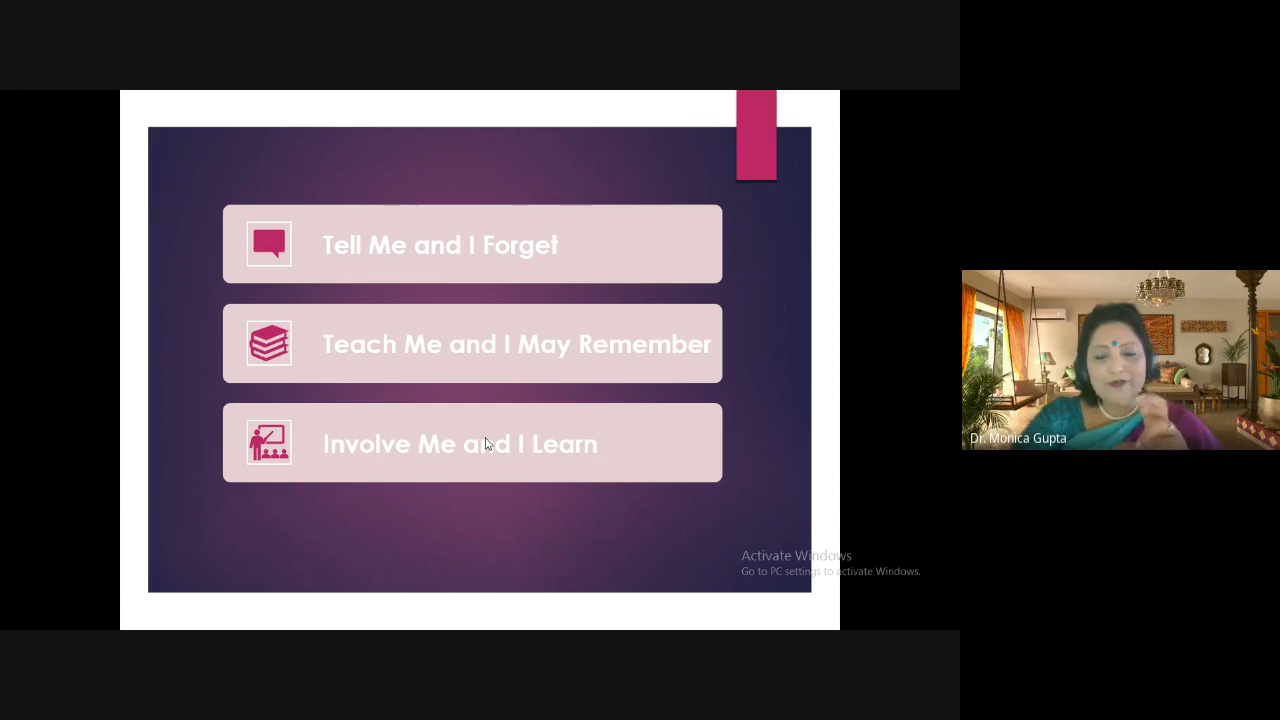 Tell Me and I Forget
Teach Me and I May Remember
Involve Me and I Learn
Dr. Monica Gupta
Activate Windows
Go to PC settings to activate Windows.